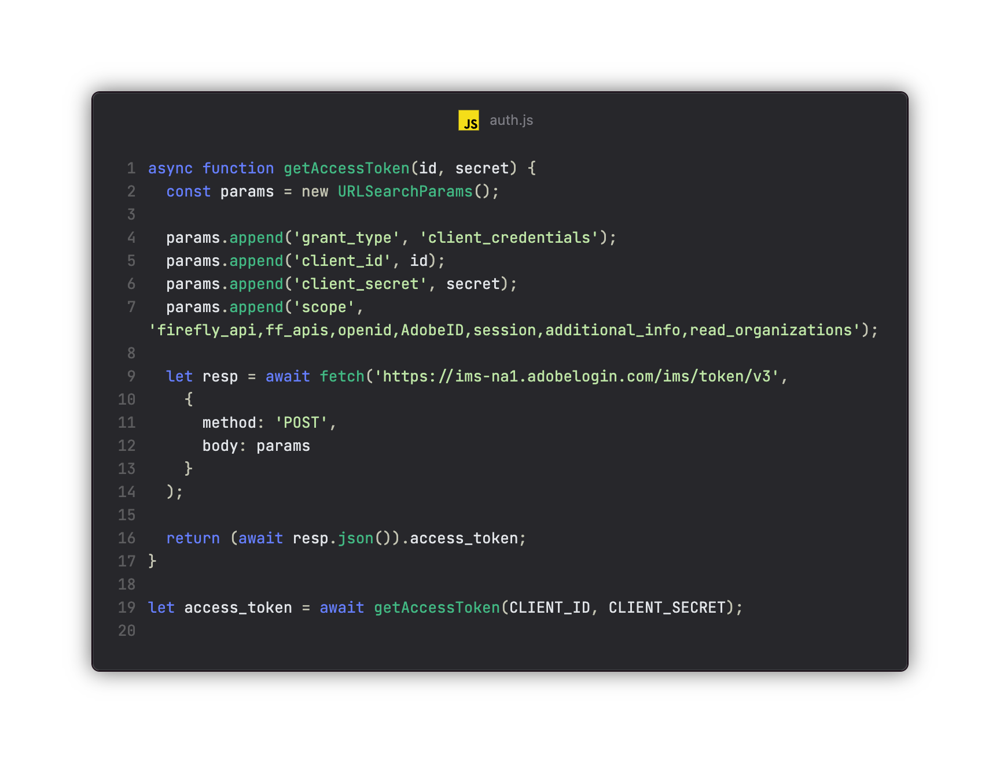 JS auth.js
1 async function getAccessToken(id, secret) {
2   const params = new URLSearchParams();
3
4   params.append('grant_type', 'client_credentials');
5   params.append('client_id', id);
6   params.append('client_secret', secret);
7   params.append('scope',
'firefly_api,ff_apis,openid,AdobeID,session,additional_info,read_organizations');
8
9   let resp = await fetch('https://ims-na1.adobelogin.com/ims/token/v3',
10     {
11       method: 'POST',
12       body: params
13     }
14   );
15
16   return (await resp.json()).access_token;
17 }
18
19 let access_token = await getAccessToken(CLIENT_ID, CLIENT_SECRET);
20